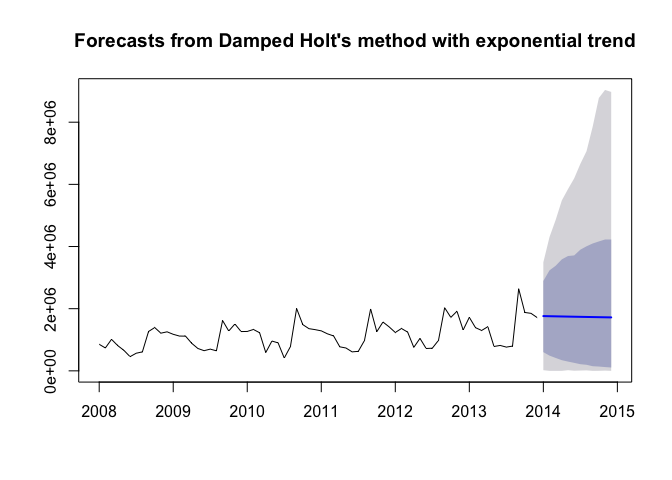 Forecasts from Damped Holt's method with exponential trend
8e+06
6e+06
4e+06
2e+06
0e+00
2008 2009 2010 2011 2012 2013 2014 2015